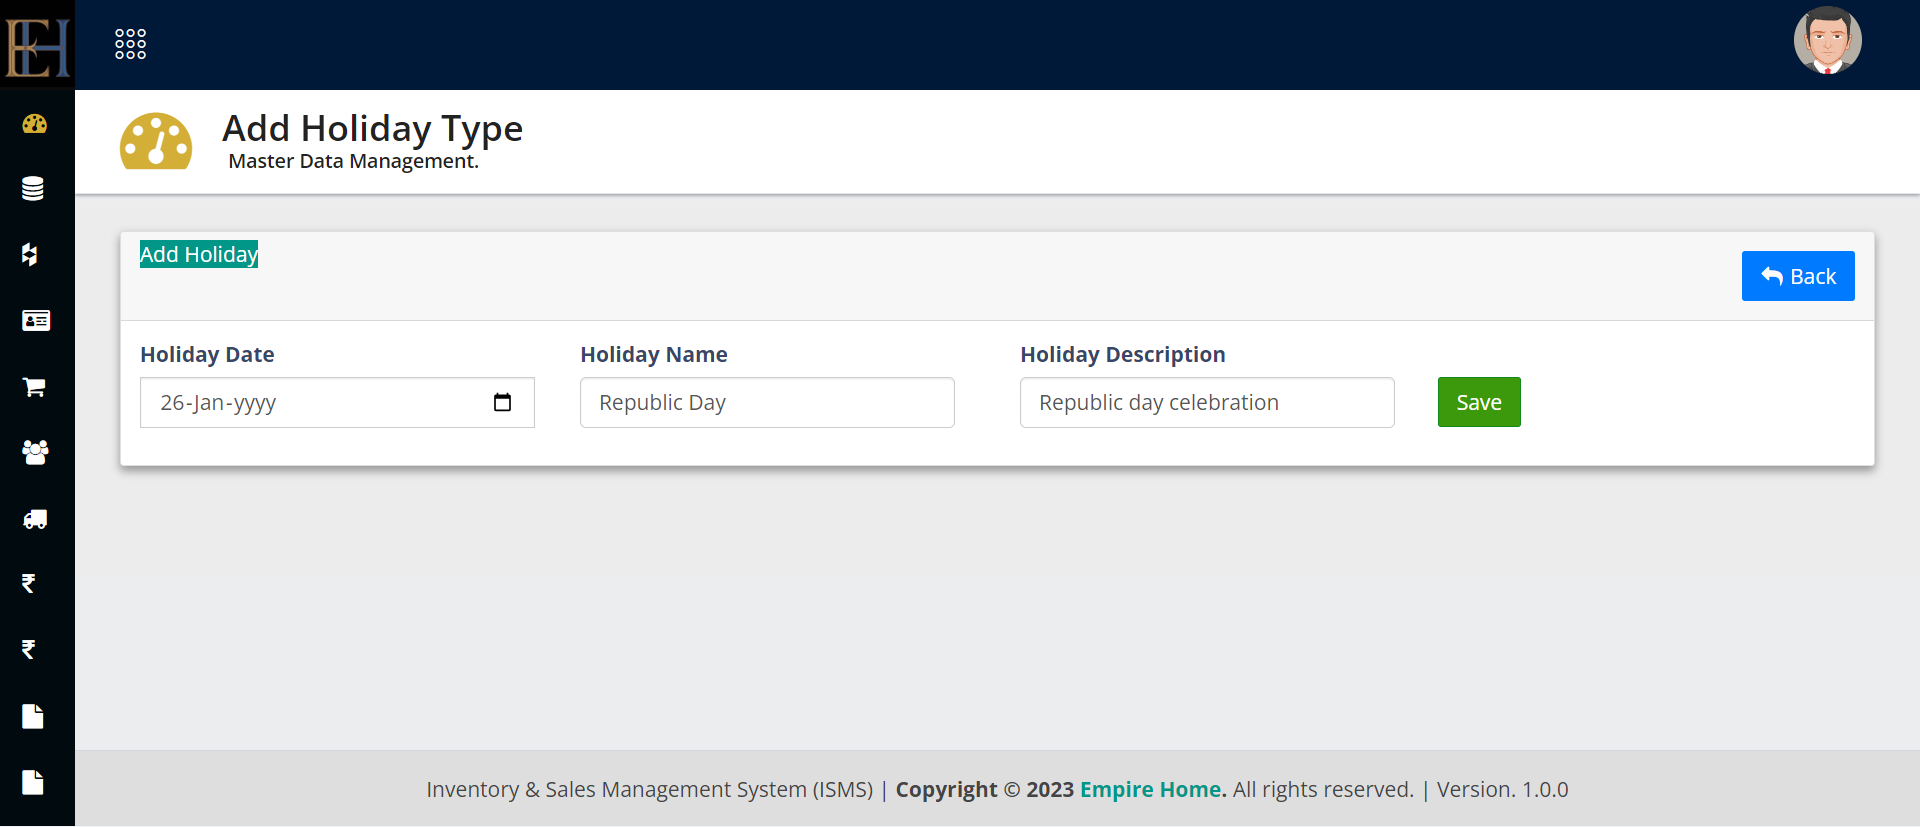 EH
Add Holiday Type
Master Data Management.
Add Holiday
Back
Holiday Date
Holiday Name
Holiday Description
26-Jan-yyyy
Republic Day
Republic day celebration
Save
₹
₹
Inventory & Sales Management System (ISMS) | Copyright © 2023 Empire Home. All rights reserved. | Version. 1.0.0